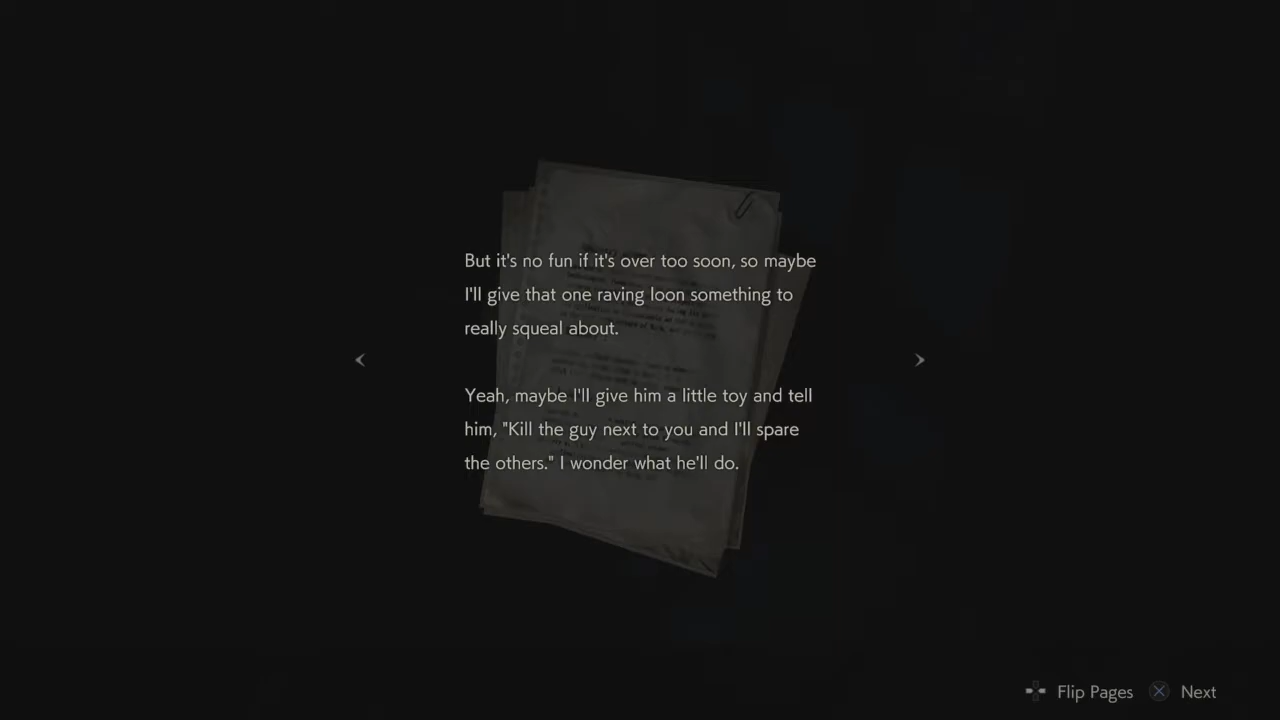 But it's no fun if it's over too soon, so maybe
I'll give that one raving loon something to
really squeal about.
Yeah, maybe I'll give him a little toy and tell
him, "Kill the guy next to you and I'll spare
the others." I wonder what he'll do.
Flip Pages
Next